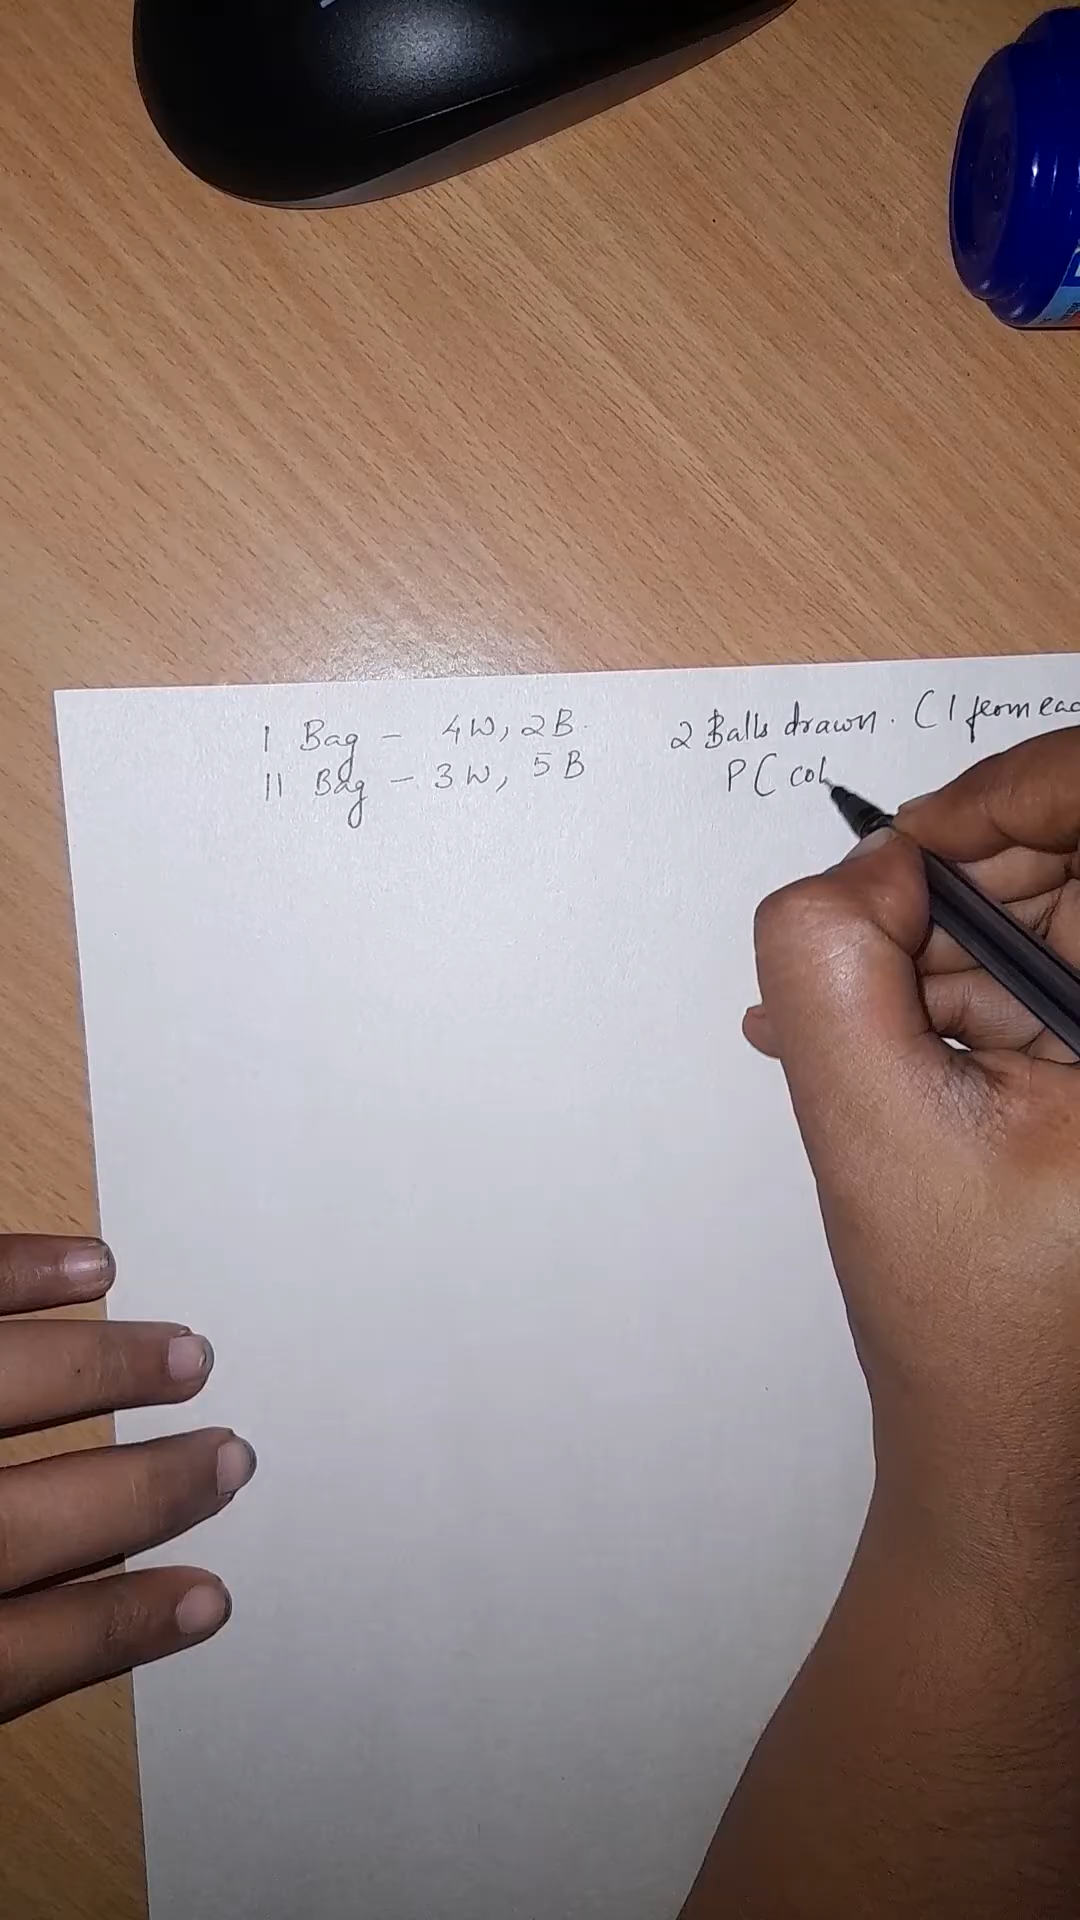 I Bag - 4W, 2B.
II Bag - 3W, 5B
2 Balls drawn. (1 from eac
P( col